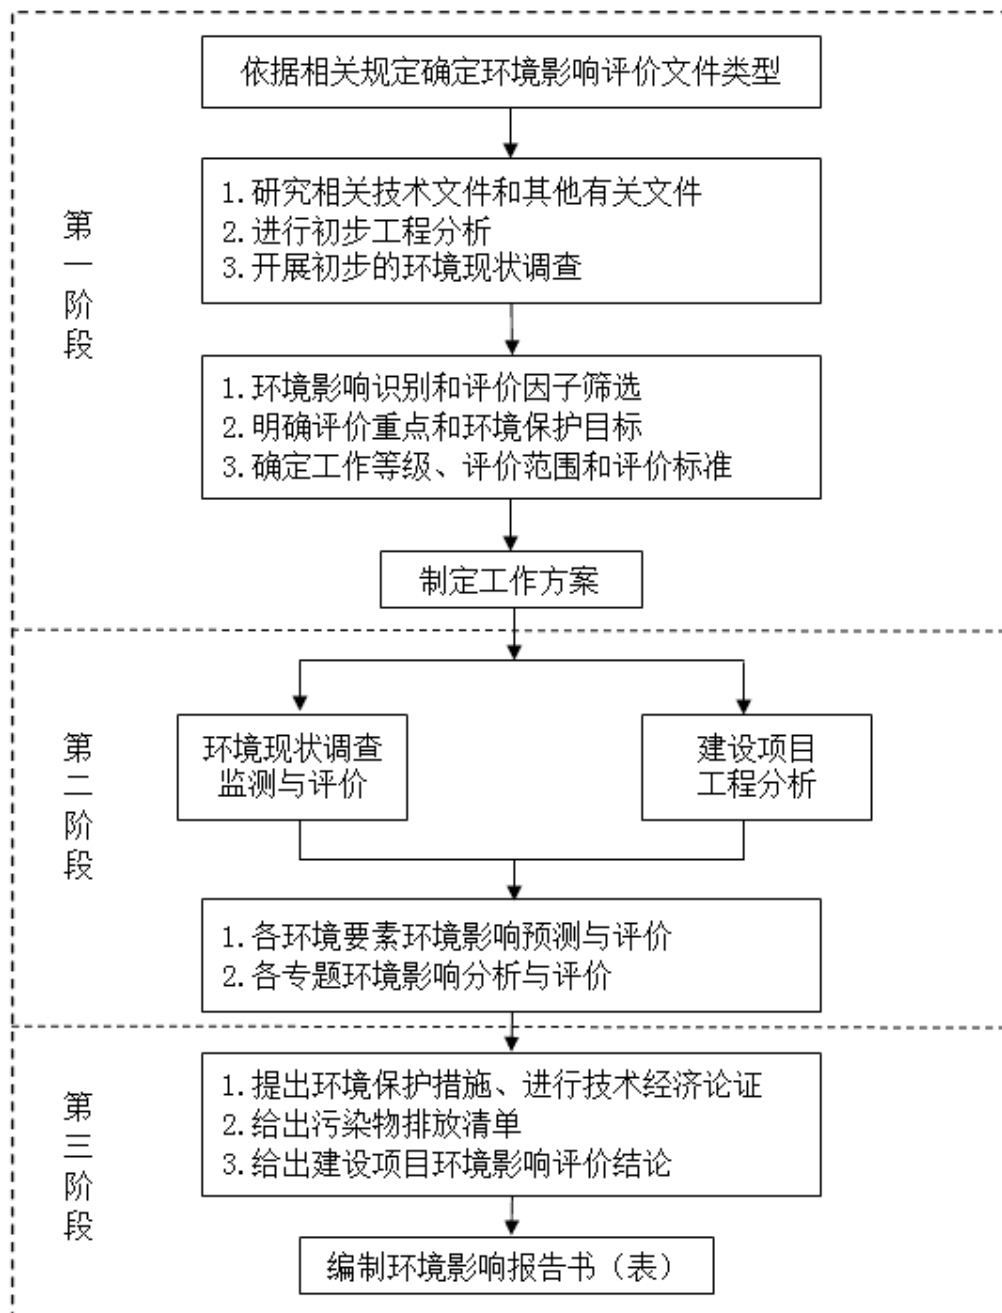 依据相关规定确定环境影响评价文件类型
第一阶段
1.研究相关技术文件和其他有关文件
2.进行初步工程分析
3.开展初步的环境现状调查
1.环境影响识别和评价因子筛选
2.明确评价重点和环境保护目标
3.确定工作等级、评价范围和评价标准
制定工作方案
第二阶段
环境现状调查
监测与评价
建设项目
工程分析
1.各环境要素环境影响预测与评价
2.各专题环境影响分析与评价
第三阶段
1.提出环境保护措施、进行技术经济论证
2.给出污染物排放清单
3.给出建设项目环境影响评价结论
编制环境影响报告书（表）